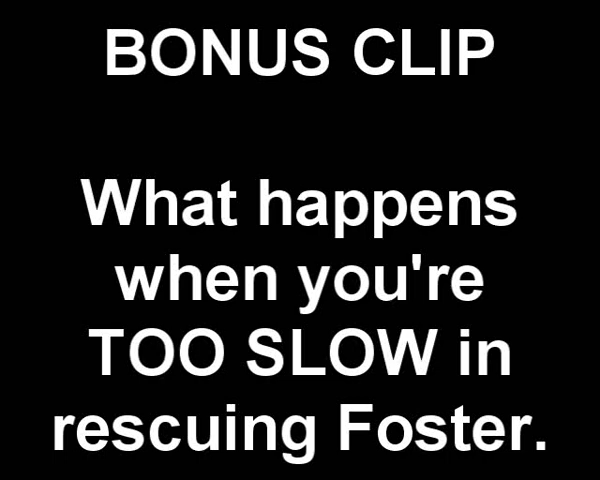 BONUS CLIP
What happens
when you're
TOO SLOW in
rescuing Foster.